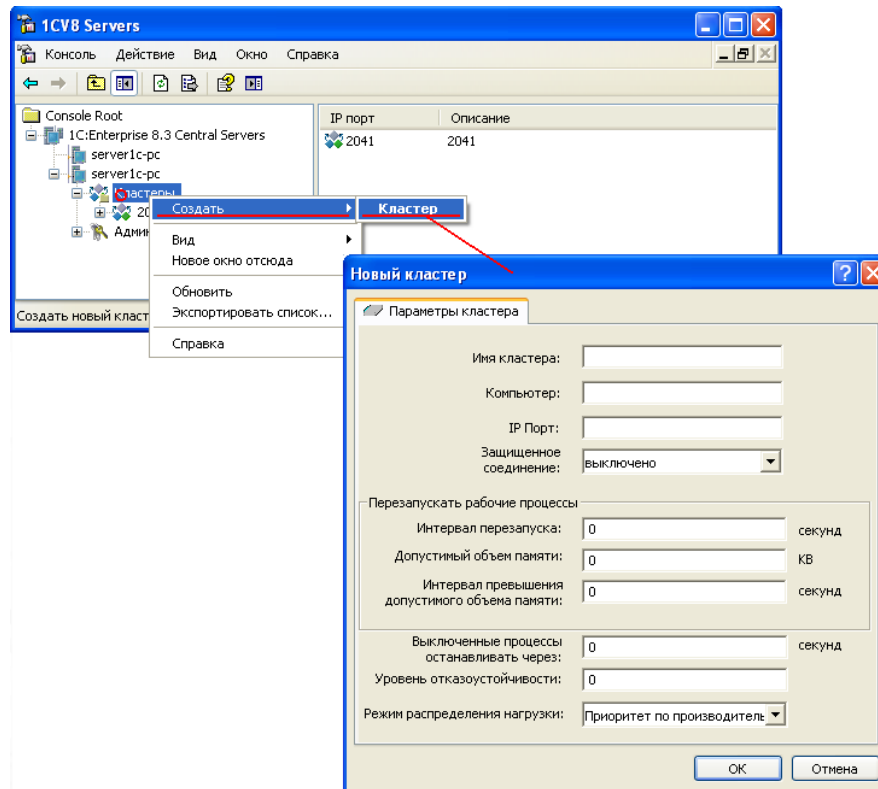 1CV8 Servers
Консоль Действие Вид Окно Справка
Console Root
1C:Enterprise 8.3 Central Servers
server1c-pc
server1c-pc
Кластеры
IP порт Описание
2041 2041
Создать
Кластер
Вид
Новое окно отсюда
Обновить
Экспортировать список...
Справка
Создать новый класт
Новый кластер
Параметры кластера
Имя кластера:
Компьютер:
IP Порт:
Защищенное
соединение:
выключено
Перезапускать рабочие процессы
Интервал перезапуска: 0 секунд
Допустимый объем памяти: 0 КВ
Интервал превышения
допустимого объема памяти: 0 секунд
Выключенные процессы
останавливать через: 0 секунд
Уровень отказоустойчивости: 0
Режим распределения нагрузки: Приоритет по производитель
ОК Отмена